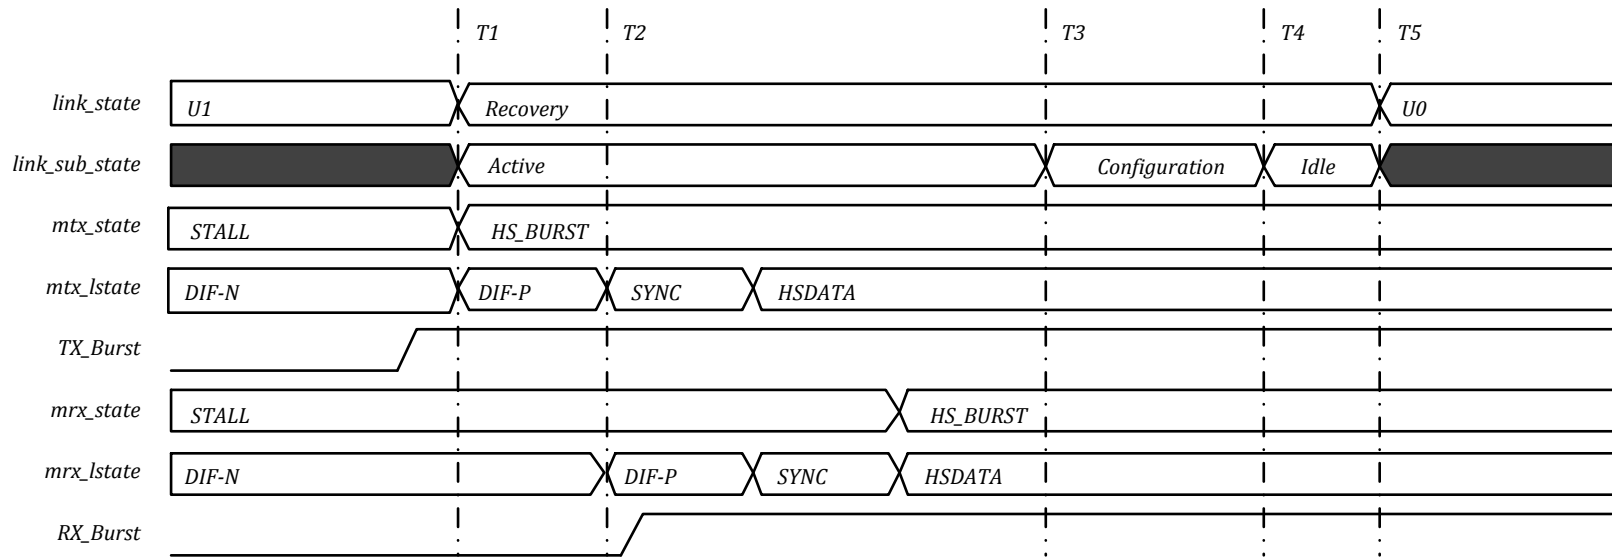 T1 T2 T3 T4 T5
link_state U1 Recovery U0
link_sub_state Active Configuration Idle
mtx_state STALL HS_BURST
mtx_lstate DIF-N DIF-P SYNC HSDATA
TX_Burst
mrx_state STALL HS_BURST
mrx_lstate DIF-N DIF-P SYNC HSDATA
RX_Burst